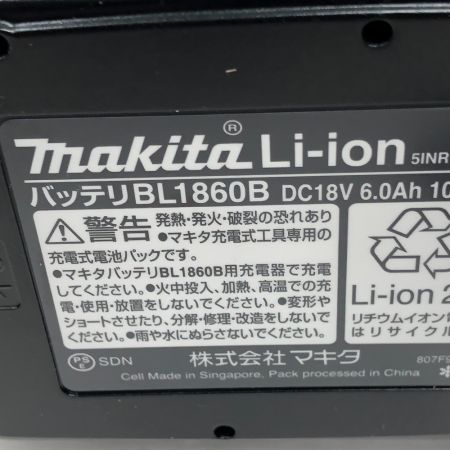 makita® Li-ion 5INR
バッテリBL1860B DC18V 6.0Ah 10
警告 発熱・発火・破裂の恐れあり
●マキタ充電式工具専用の
充電式電池パックです。
●マキタバッテリBL1860B用充電器で充電
してください。●火中投入、加熱、高温での充
電・使用・放置をしないでください。●変形や
ショートさせたり、分解・修理・改造をしないで
ください。●雨や水にぬらさないでください。
Li-ion 2
リチウムイオン
はリサイクル
PS E SDN 株式会社マキタ 807F9
Cell Made in Singapore, Pack processed in China